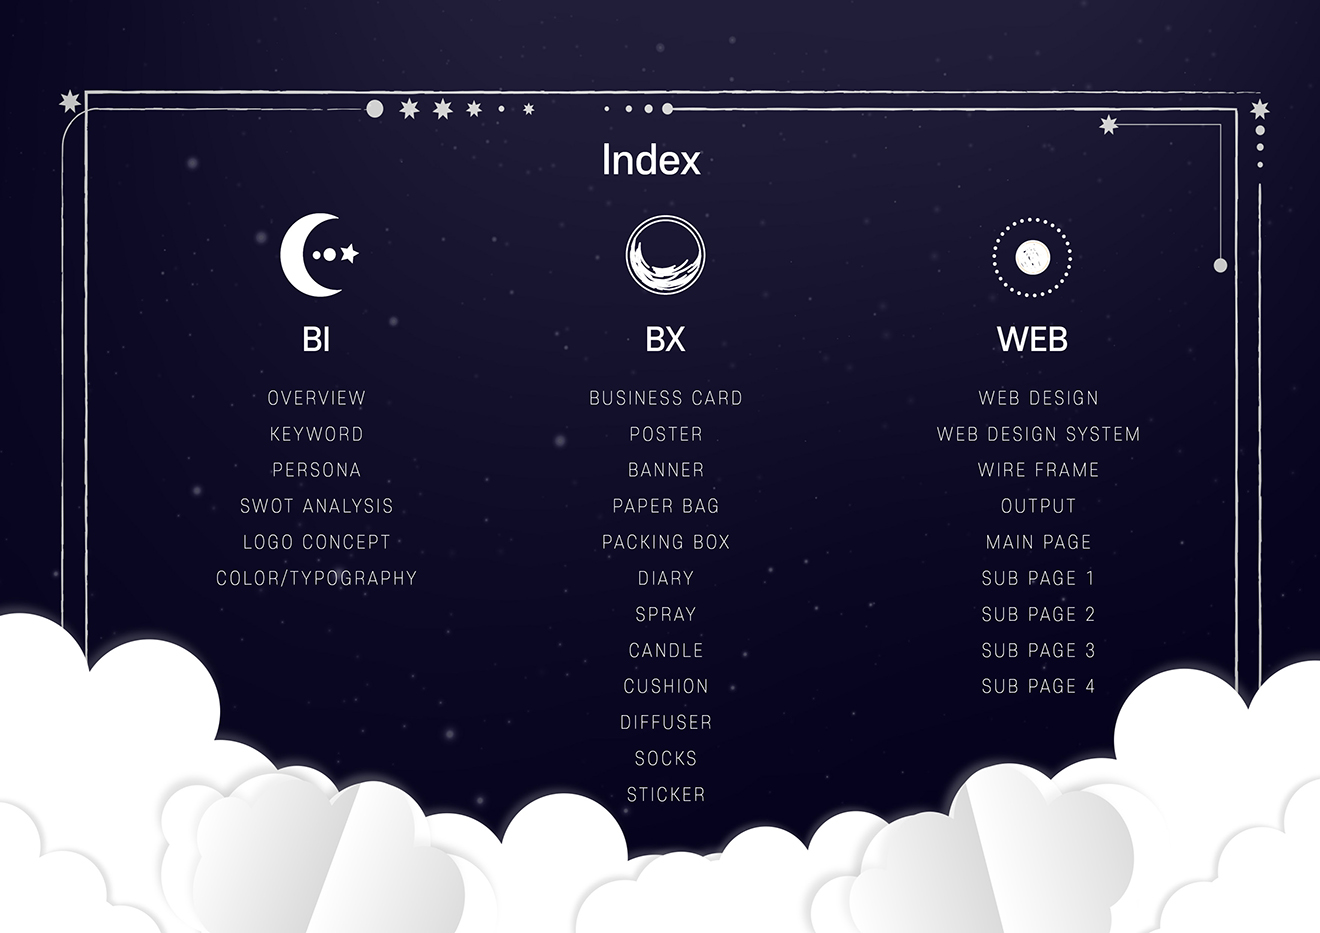 Index
BI
OVERVIEW
KEYWORD
PERSONA
SWOT ANALYSIS
LOGO CONCEPT
COLOR/TYPOGRAPHY
BX
BUSINESS CARD
POSTER
BANNER
PAPER BAG
PACKING BOX
DIARY
SPRAY
CANDLE
CUSHION
DIFFUSER
SOCKS
STICKER
WEB
WEB DESIGN
WEB DESIGN SYSTEM
WIRE FRAME
OUTPUT
MAIN PAGE
SUB PAGE 1
SUB PAGE 2
SUB PAGE 3
SUB PAGE 4